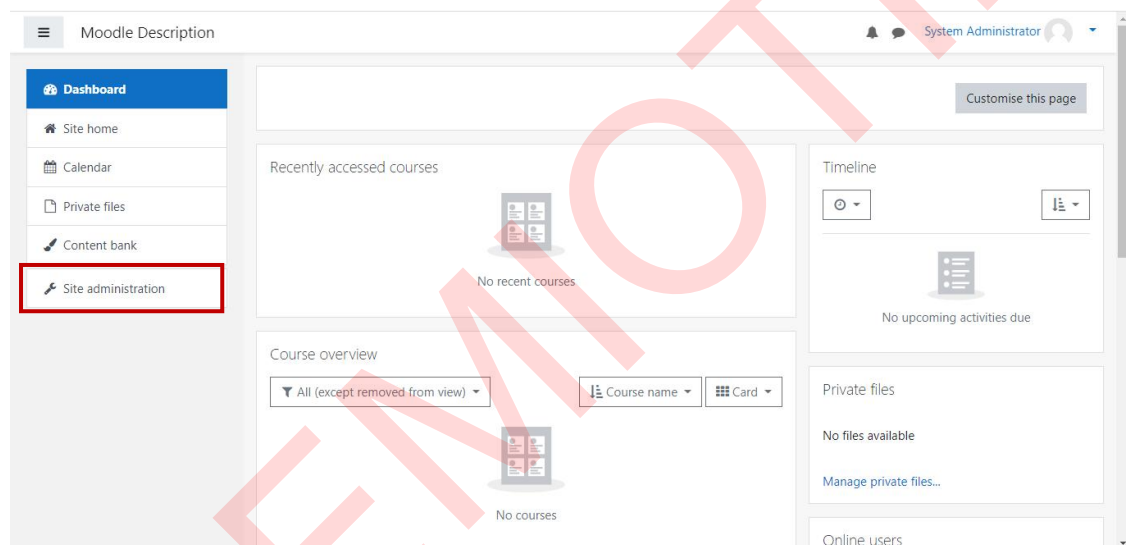 Moodle Description
System Administrator
Dashboard
Site home
Calendar
Private files
Content bank
Site administration
Customise this page
Recently accessed courses
No recent courses
Timeline
No upcoming activities due
Course overview
All (except removed from view)
Course name
Card
No courses
Private files
No files available
Manage private files...
Online users